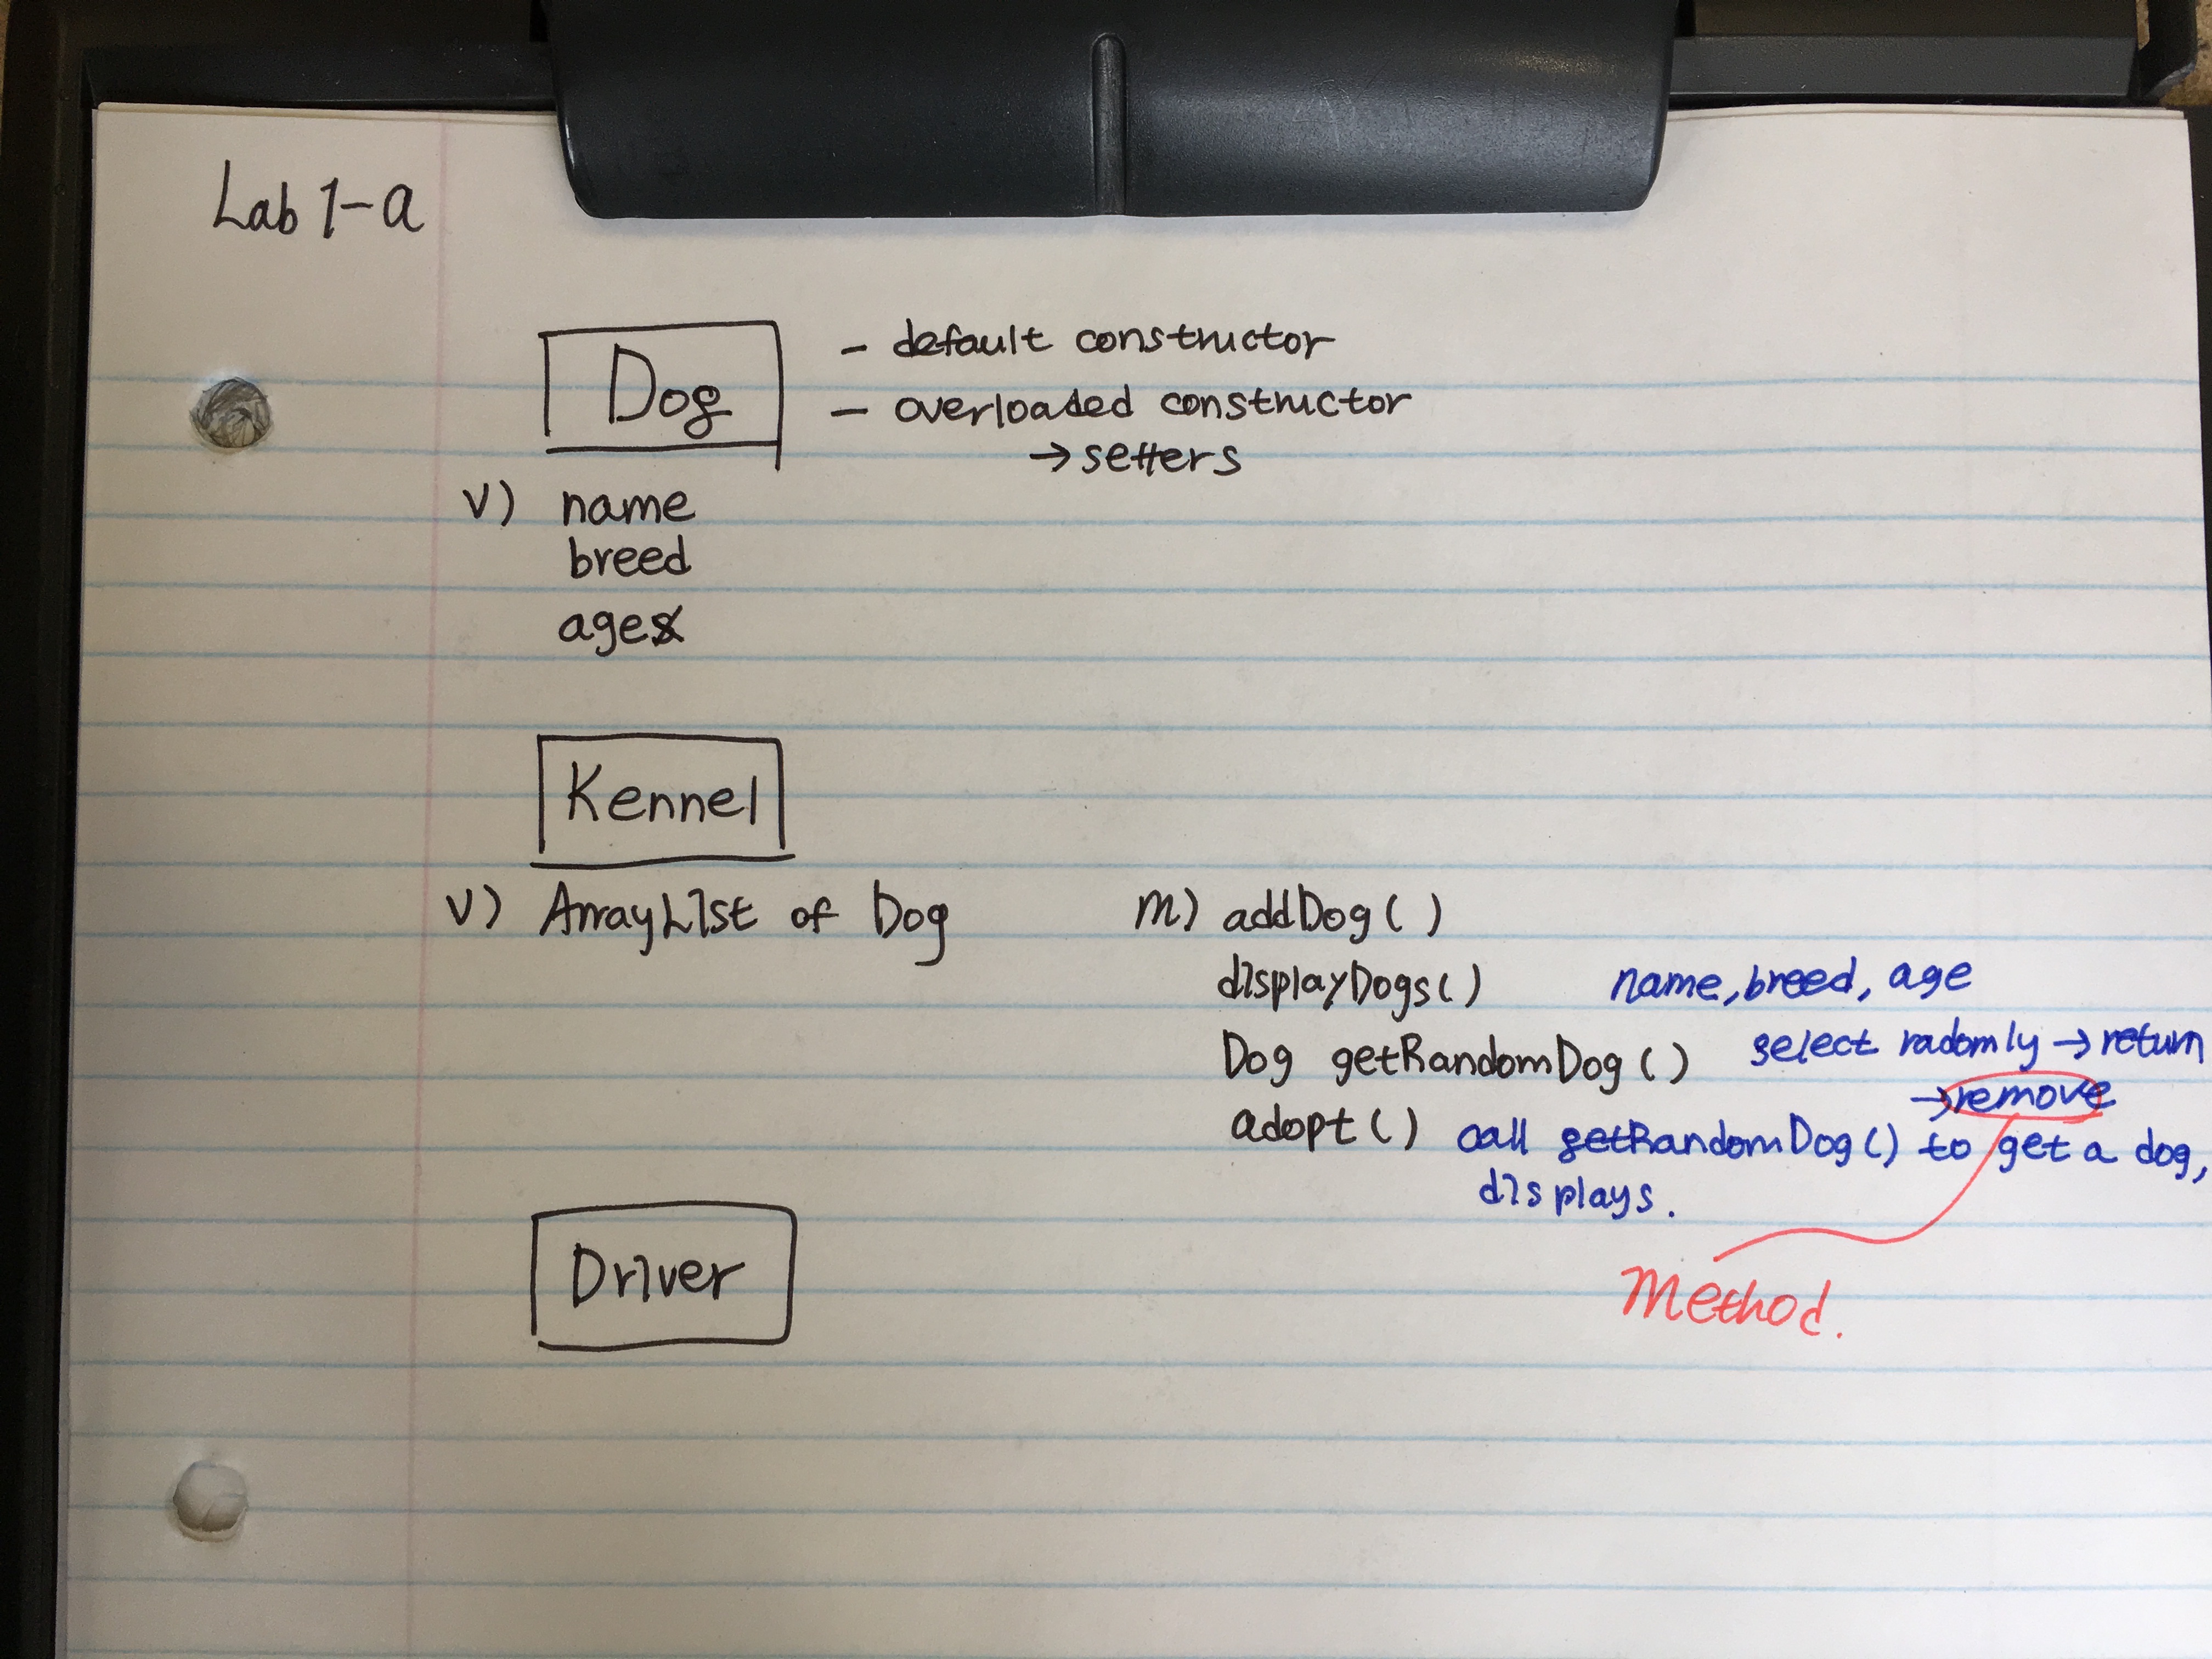 Lab 1-a
Dog
- default constructor
- overloaded constructor
→ setters
v) name
breed
age
Kennel
v) ArrayList of Dog
m) addDog( )
displayDogs( ) name, breed, age
Dog getRandomDog( ) select radomly → return
→ remove
adopt( ) call getRandomDog( ) to get a dog,
displays.
Method.
Driver